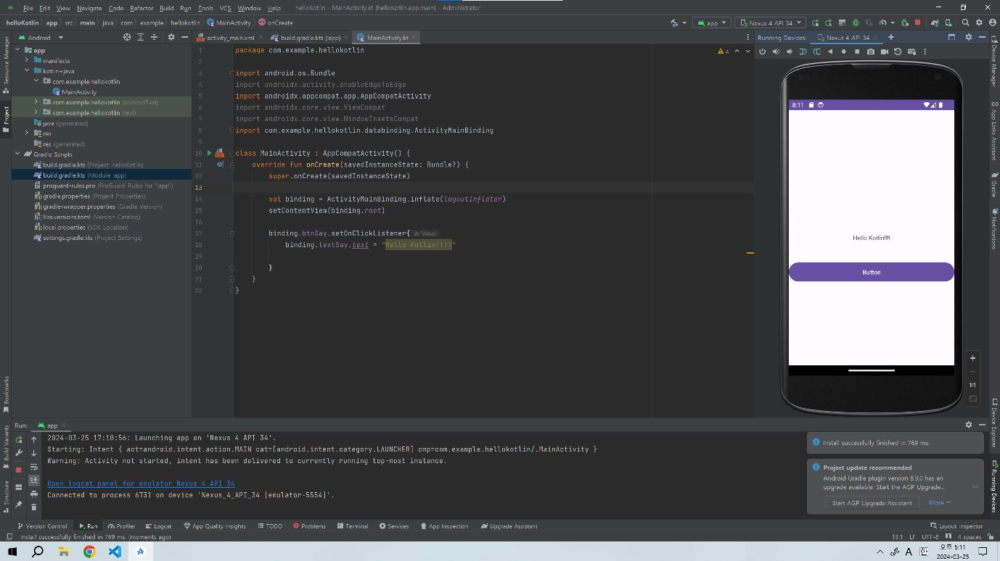 File Edit View Navigate Code Refactor Build Run Tools VCS Window Help helloKotlin – MainActivity.kt [helloKotlin.app.main] - Administrator
helloKotlin app src main java com example hellokotlin MainActivity onCreate
app Nexus 4 API 34
Android
activity_main.xml build.gradle.kts (:app) MainActivity.kt
Running Devices: Nexus 4 API 34
Resource Manager
Project
Bookmarks
Build Variants
Structure
app
manifests
kotlin+java
com.example.hellokotlin
MainActivity
com.example.hellokotlin (androidTest)
com.example.hellokotlin (test)
java (generated)
res
res (generated)
Gradle Scripts
build.gradle.kts (Project: helloKotlin)
build.gradle.kts (Module :app)
proguard-rules.pro (ProGuard Rules for ":app")
gradle.properties (Project Properties)
gradle-wrapper.properties (Gradle Version)
libs.versions.toml (Version Catalog)
local.properties (SDK Location)
settings.gradle.kts (Project Settings)
4
1 package com.example.hellokotlin
2
3 import android.os.Bundle
4 import androidx.activity.enableEdgeToEdge
5 import androidx.appcompat.app.AppCompatActivity
6 import androidx.core.view.ViewCompat
7 import androidx.core.view.WindowInsetsCompat
8 import com.example.hellokotlin.databinding.ActivityMainBinding
9
10 class MainActivity : AppCompatActivity() {
11 override fun onCreate(savedInstanceState: Bundle?) {
12 super.onCreate(savedInstanceState)
13
14 val binding = ActivityMainBinding.inflate(layoutInflater)
15 setContentView(binding.root)
16
17 binding.btnSay.setOnClickListener{ it: View!
18 binding.textSay.text = "Hello Kotlin!!!!"
19
20 }
21 }
22 }
8:11
Hello Kotlin!!!!
Button
1:1
Device Manager
App Links Assistant
Gradle
Notifications
Device Explorer
Running Devices
Run: app
2024-03-25 17:10:56: Launching app on 'Nexus 4 API 34'.
Starting: Intent { act=android.intent.action.MAIN cat=[android.intent.category.LAUNCHER] cmp=com.example.hellokotlin/.MainActivity }
Warning: Activity not started, intent has been delivered to currently running top-most instance.
Open logcat panel for emulator Nexus 4 API 34
Connected to process 6731 on device 'Nexus_4_API_34 [emulator-5554]'.
Install successfully finished in 769 ms.
Project update recommended
Android Gradle plugin version 8.3.0 has an
upgrade available. Start the AGP Upgrade...
Start AGP Upgrade Assistant More
Version Control Run Profiler Logcat App Quality Insights TODO Problems Terminal Services App Inspection Upgrade Assistant Layout Inspector
Install successfully finished in 769 ms. (moments ago) 13:1 LF UTF-8 4 spaces
A 한 오후 5:11
2024-03-25